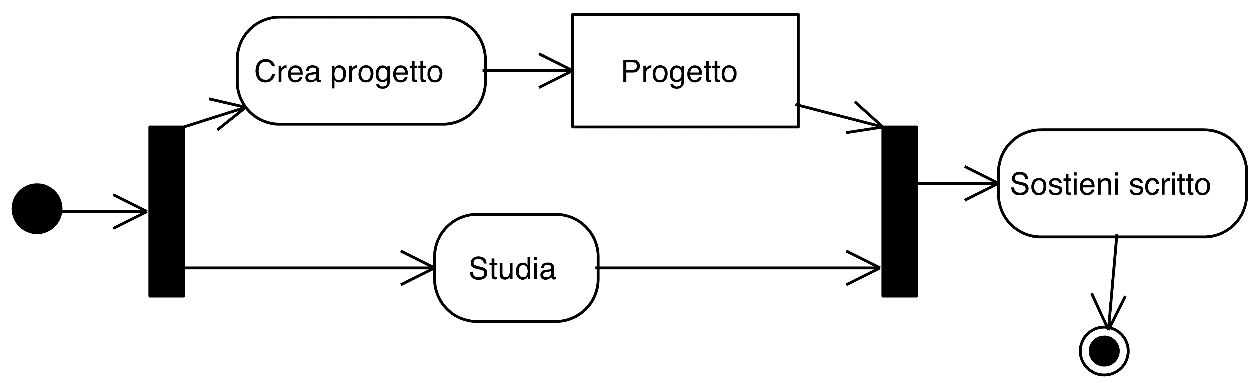 Crea progetto
Progetto
Studia
Sostieni scritto